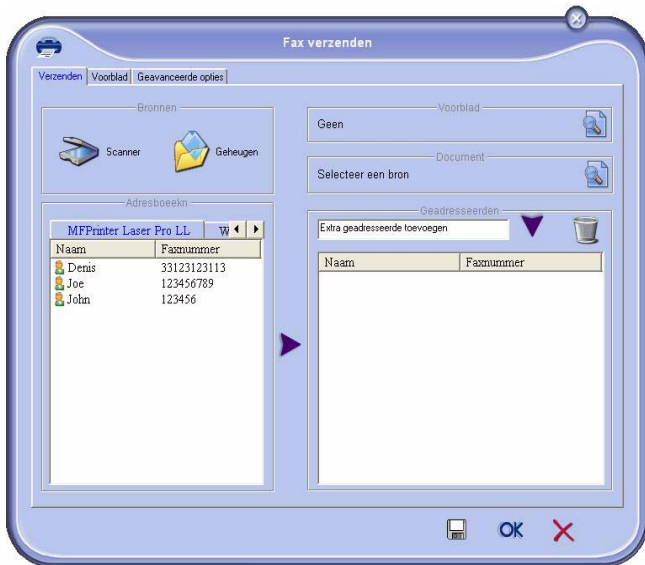 Fax verzenden
Verzenden Voorblad Geavanceerde opties
Bronnen
Scanner Geheugen
Voorblad
Geen
Document
Selecteer een bron
Adresboeekn
MFPrinter Laser Pro LL W
Naam Faxnummer
Denis 33123123113
Joe 123456789
John 123456
Geadresseerden
Extra geadresseerde toevoegen
Naam Faxnummer
OK